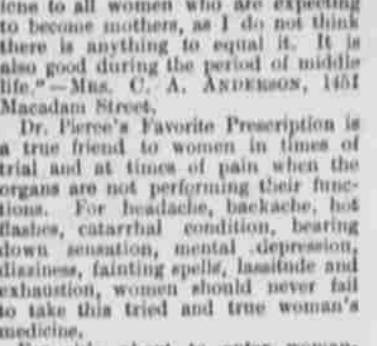 icne to all women who are expecting
to become mothers, as I do not think
there is anything to equal it. It is
also good during the period of middle
life."—MRS. C. A. ANDERSON, 1451
Macadam Street.
Dr. Pierce's Favorite Prescription is
a true friend to women in times of
trial and at times of pain when the
organs are not performing their func-
tions. For headache, backache, hot
flashes, catarrhal condition, bearing
down sensation, mental depression,
dizziness, fainting spells, lassitude and
exhaustion, women should never fail
to take this tried and true woman's
medicine.